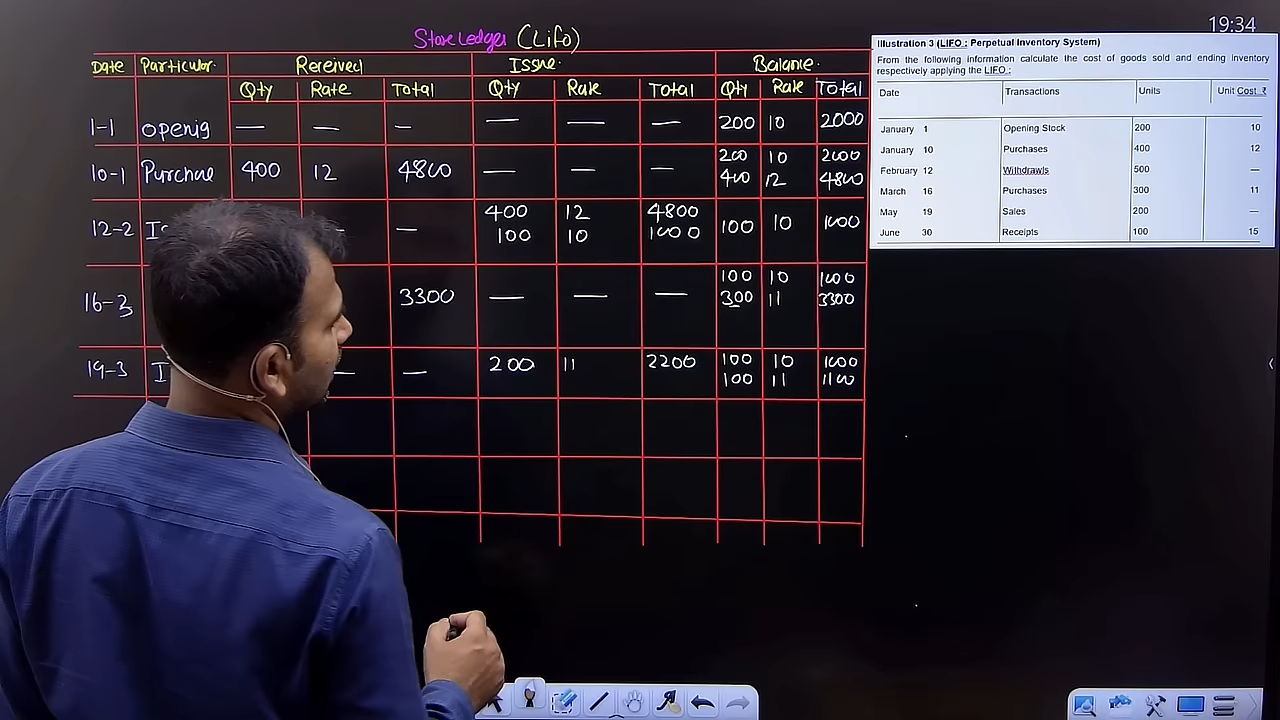 19:34
Store Ledger (Lifo)
Date Particular. Received Issue. Balance.
Qty Rate Total Qty Rate Total Qty Rate Total
1-1 openig — — — — — — 200 10 2000
10-1 Purchae 400 12 4800 — — — 200 10 2000
400 12 4800
12-2 — — 400 12 4800 100 10 1000
100 10 1000
16-3 3300 — — — 100 10 1000
300 11 3300
19-3 I — — 200 11 2200 100 10 1000
100 11 1100
Illustration 3 (LIFO : Perpetual Inventory System)
From the following information calculate the cost of goods sold and ending Inventory
respectively applying the LIFO :
Date Transactions Units Unit Cost ₹
January 1 Opening Stock 200 10
January 10 Purchases 400 12
February 12 Withdrawls 500 —
March 16 Purchases 300 11
May 19 Sales 200 —
June 30 Receipts 100 15